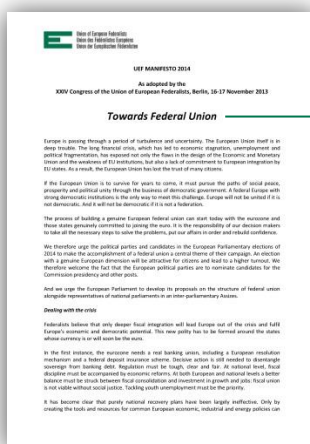 Union of European Federalists
Union des Fédéralistes Européens
Union der Europäischen Föderalisten
UEF MANIFESTO 2014
As adopted by the
XXIV Congress of the Union of European Federalists, Berlin, 16-17 November 2013
Towards Federal Union
Europe is passing through a period of turbulence and uncertainty. The European Union itself is in
deep trouble. The long financial crisis, which has led to economic stagnation, unemployment and
political fragmentation, has exposed not only the flaws in the design of the Economic and Monetary
Union and the weakness of EU institutions, but also a lack of commitment to European integration by
EU states. As a result, the European Union has lost the trust of many citizens.
If the European Union is to survive for years to come, it must pursue the paths of social peace,
prosperity and political unity through the business of democratic government. A federal Europe with
strong democratic institutions is the only way to meet this challenge. Europe will not be united if it is
not democratic. And it will not be democratic if it is not a federation.
The process of building a genuine European federal union can start today with the eurozone and
those states genuinely committed to joining the euro. It is the responsibility of our decision makers
to take all the necessary steps to solve the problems, put our affairs in order and rebuild confidence.
We therefore urge the political parties and candidates in the European Parliamentary elections of
2014 to make the accomplishment of a federal union a central theme of their campaign. An election
with a genuine European dimension will be attractive for citizens and lead to a higher turnout. We
therefore welcome the fact that the European political parties are to nominate candidates for the
Commission presidency and other posts.
And we urge the European Parliament to develop its proposals on the structure of federal union
alongside representatives of national parliaments in an inter-parliamentary Assizes.
Dealing with the crisis
Federalists believe that only deeper fiscal integration will lead Europe out of the crisis and fulfil
Europe's economic and democratic potential. This new polity has to be formed around the states
whose currency is or will soon be the euro.
In the first instance, the eurozone needs a real banking union, including a European resolution
mechanism and a federal deposit insurance scheme. Decisive action is still needed to disentangle
sovereign from banking debt. Regulation must be tough, clear and fair. At national level, fiscal
discipline must be accompanied by economic reforms. At both European and national levels a better
balance must be struck between fiscal consolidation and investment in growth and jobs: fiscal union
is not viable without social justice. Tackling youth unemployment must be the priority.
It has become clear that purely national recovery plans have been largely ineffective. Only by
creating the tools and resources for common European economic, industrial and energy policies can